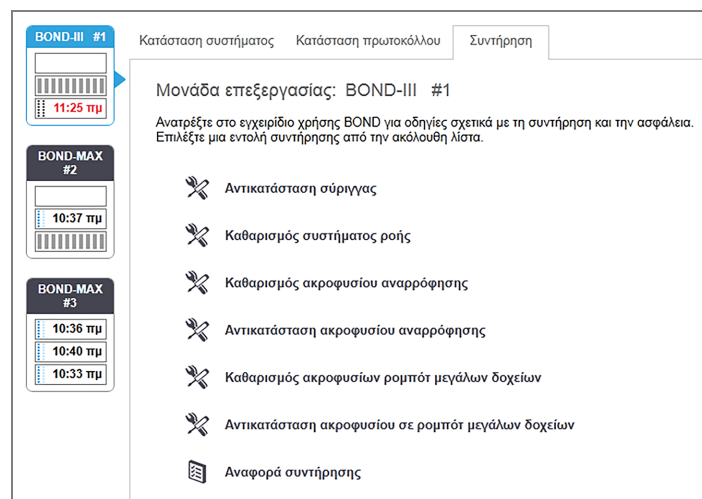 BOND-III #1
11:25 πμ
BOND-MAX
#2
10:37 πμ
BOND-MAX
#3
10:36 πμ
10:40 πμ
10:33 πμ
Κατάσταση συστήματος Κατάσταση πρωτοκόλλου Συντήρηση
Μονάδα επεξεργασίας: BOND-III #1
Ανατρέξτε στο εγχειρίδιο χρήσης BOND για οδηγίες σχετικά με τη συντήρηση και την ασφάλεια.
Επιλέξτε μια εντολή συντήρησης από την ακόλουθη λίστα.
Αντικατάσταση σύριγγας
Καθαρισμός συστήματος ροής
Καθαρισμός ακροφυσίου αναρρόφησης
Αντικατάσταση ακροφυσίου αναρρόφησης
Καθαρισμός ακροφυσίων ρομπότ μεγάλων δοχείων
Αντικατάσταση ακροφυσίου σε ρομπότ μεγάλων δοχείων
Αναφορά συντήρησης